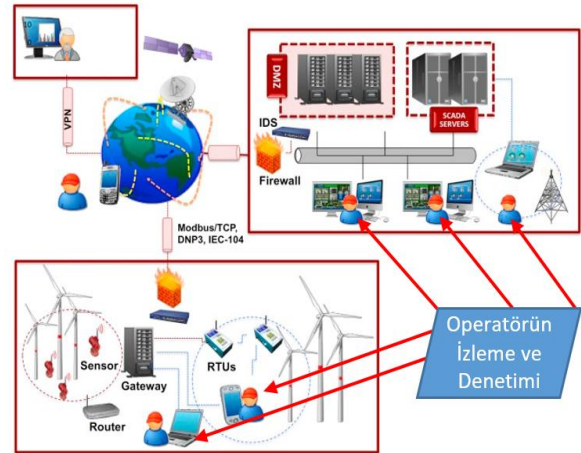 VPN
DMZ
SCADA
SERVERS
IDS
Firewall
Modbus/TCP,
DNP3, IEC-104
Sensor
Gateway
RTUs
Router
Operatörün
İzleme ve
Denetimi